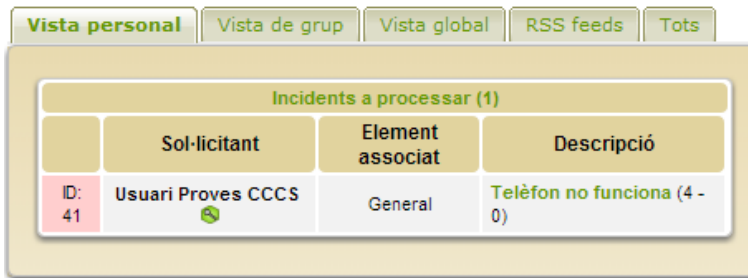 Vista personal Vista de grup Vista global RSS feeds Tots
Incidents a processar (1)
Sol·licitant Element associat Descripció
ID: 41 Usuari Proves CCCS General Telèfon no funciona (4 - 0)